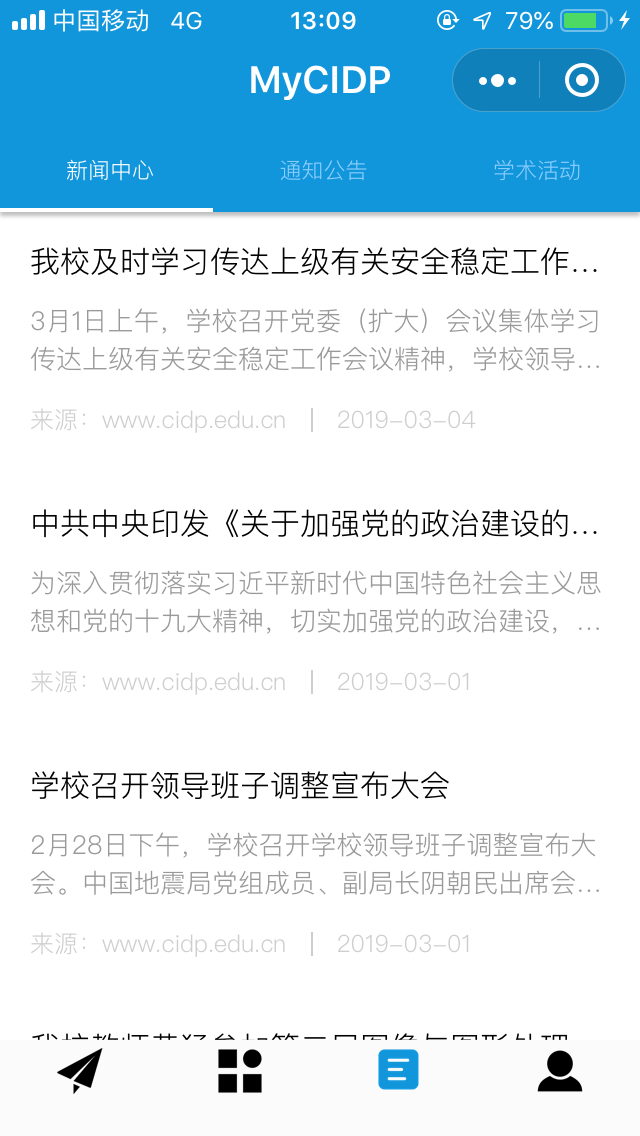 中国移动 4G 13:09 79%
MyCIDP
新闻中心 通知公告 学术活动
我校及时学习传达上级有关安全稳定工作...
3月1日上午，学校召开党委（扩大）会议集体学习
传达上级有关安全稳定工作会议精神，学校领导...
来源：www.cidp.edu.cn | 2019-03-04
中共中央印发《关于加强党的政治建设的...
为深入贯彻落实习近平新时代中国特色社会主义思
想和党的十九大精神，切实加强党的政治建设，...
来源：www.cidp.edu.cn | 2019-03-01
学校召开领导班子调整宣布大会
2月28日下午，学校召开学校领导班子调整宣布大
会。中国地震局党组成员、副局长阴朝民出席会...
来源：www.cidp.edu.cn | 2019-03-01